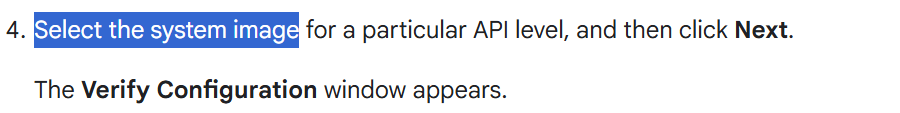 4. Select the system image for a particular API level, and then click Next.
The Verify Configuration window appears.